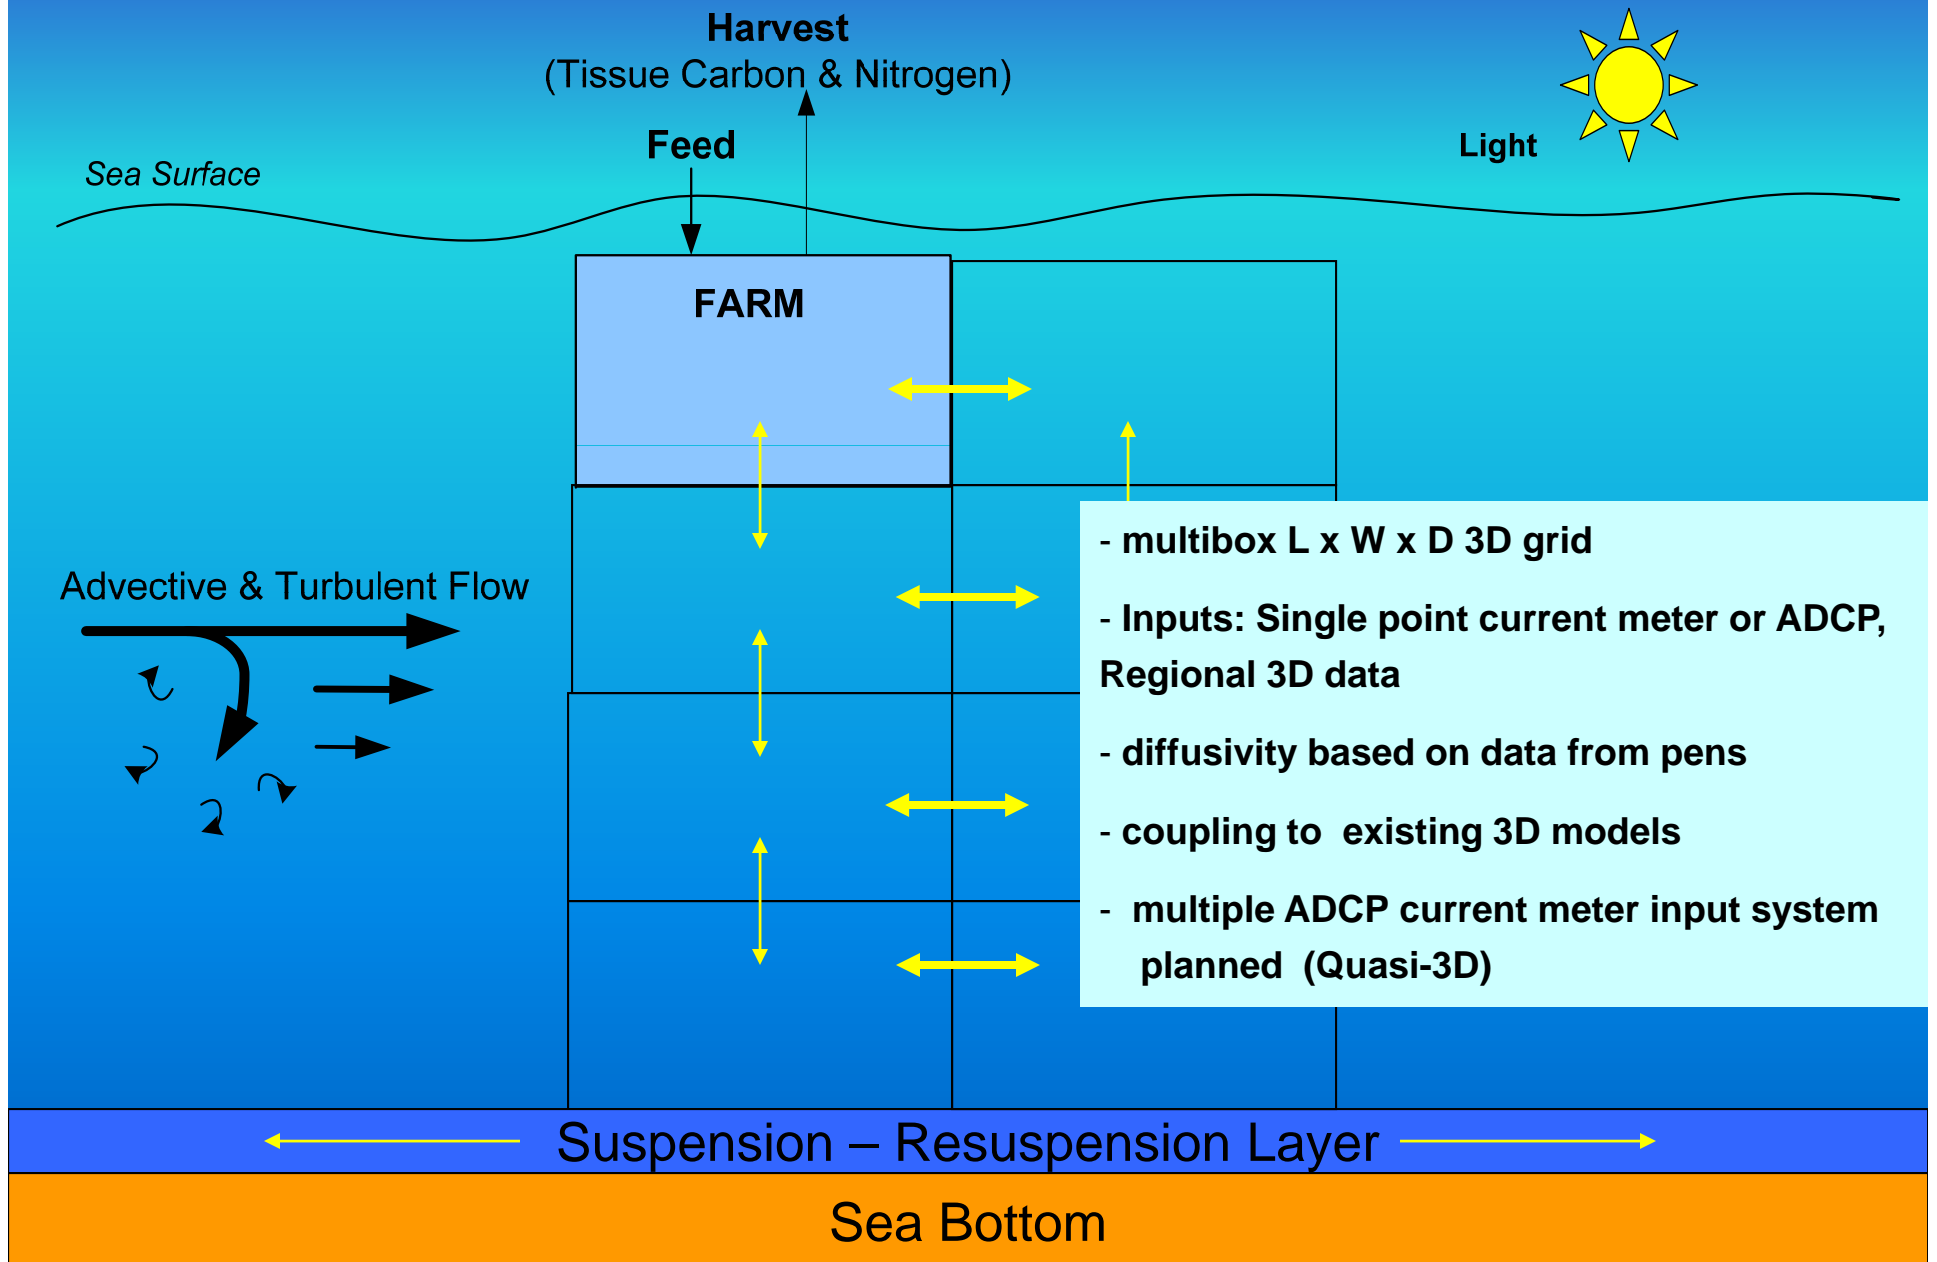 Harvest
(Tissue Carbon & Nitrogen)
Feed
Light
Sea Surface
FARM
Advective & Turbulent Flow
- multibox L x W x D 3D grid
- Inputs: Single point current meter or ADCP,
Regional 3D data
- diffusivity based on data from pens
- coupling to existing 3D models
- multiple ADCP current meter input system
planned (Quasi-3D)
Suspension – Resuspension Layer
Sea Bottom